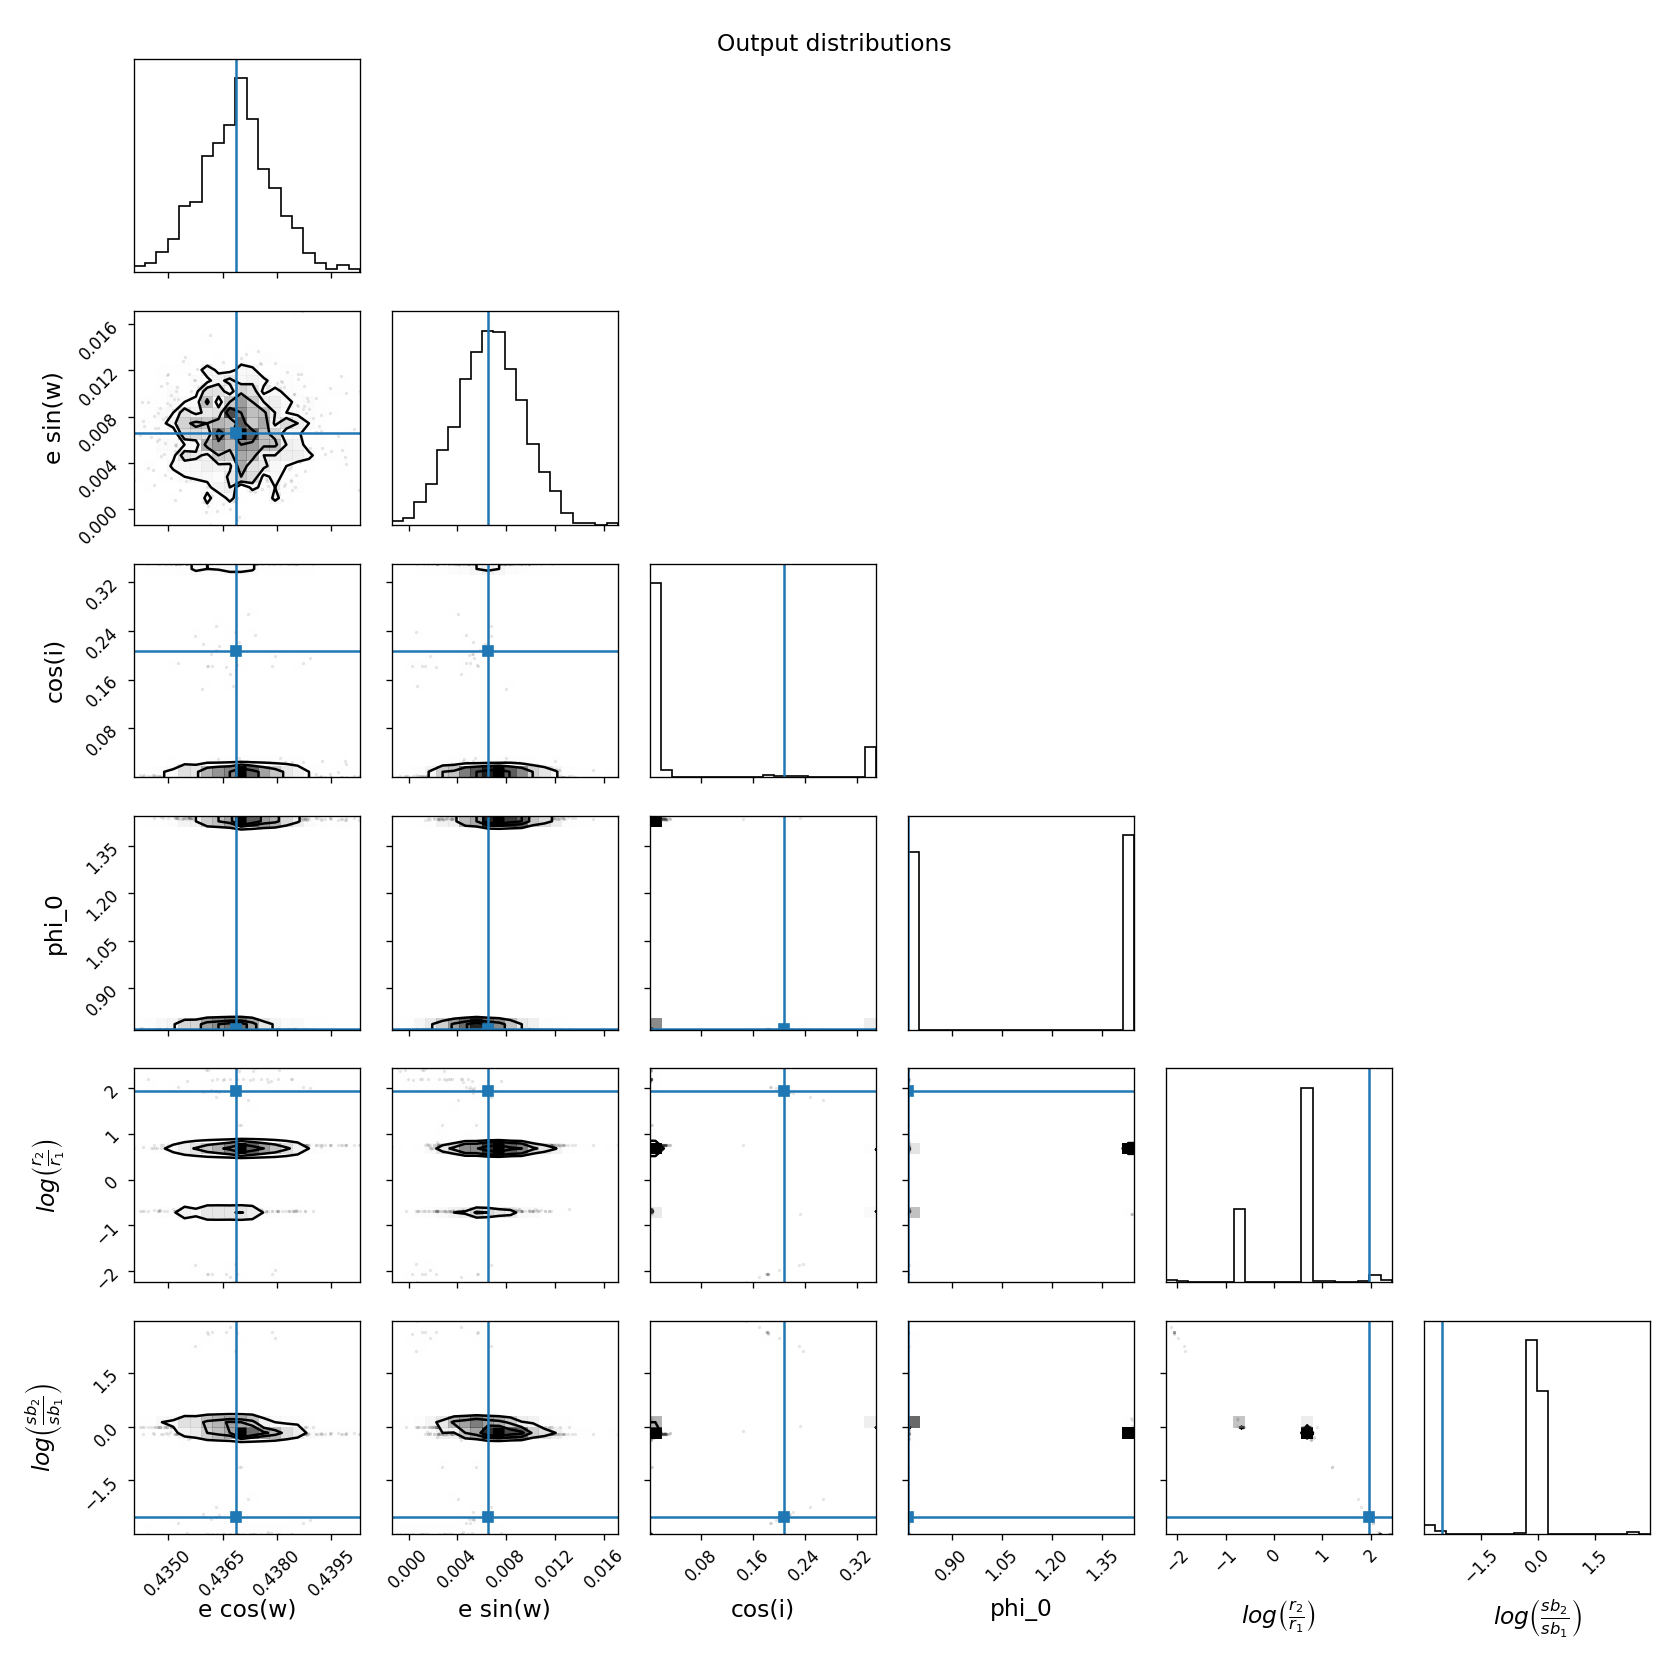 Output distributions
e sin(w)
0.016
0.012
0.008
0.004
0.000
cos(i)
0.32
0.24
0.16
0.08
phi_0
1.35
1.20
1.05
0.90
log(r2/r1)
2
1
0
−1
−2
log(sb2/sb1)
1.5
0.0
−1.5
0.4350 0.4365 0.4380 0.4395
0.000 0.004 0.008 0.012 0.016
0.08 0.16 0.24 0.32
0.90 1.05 1.20 1.35
−2 −1 0 1 2
−1.5 0.0 1.5
e cos(w) e sin(w) cos(i) phi_0 log(r2/r1) log(sb2/sb1)